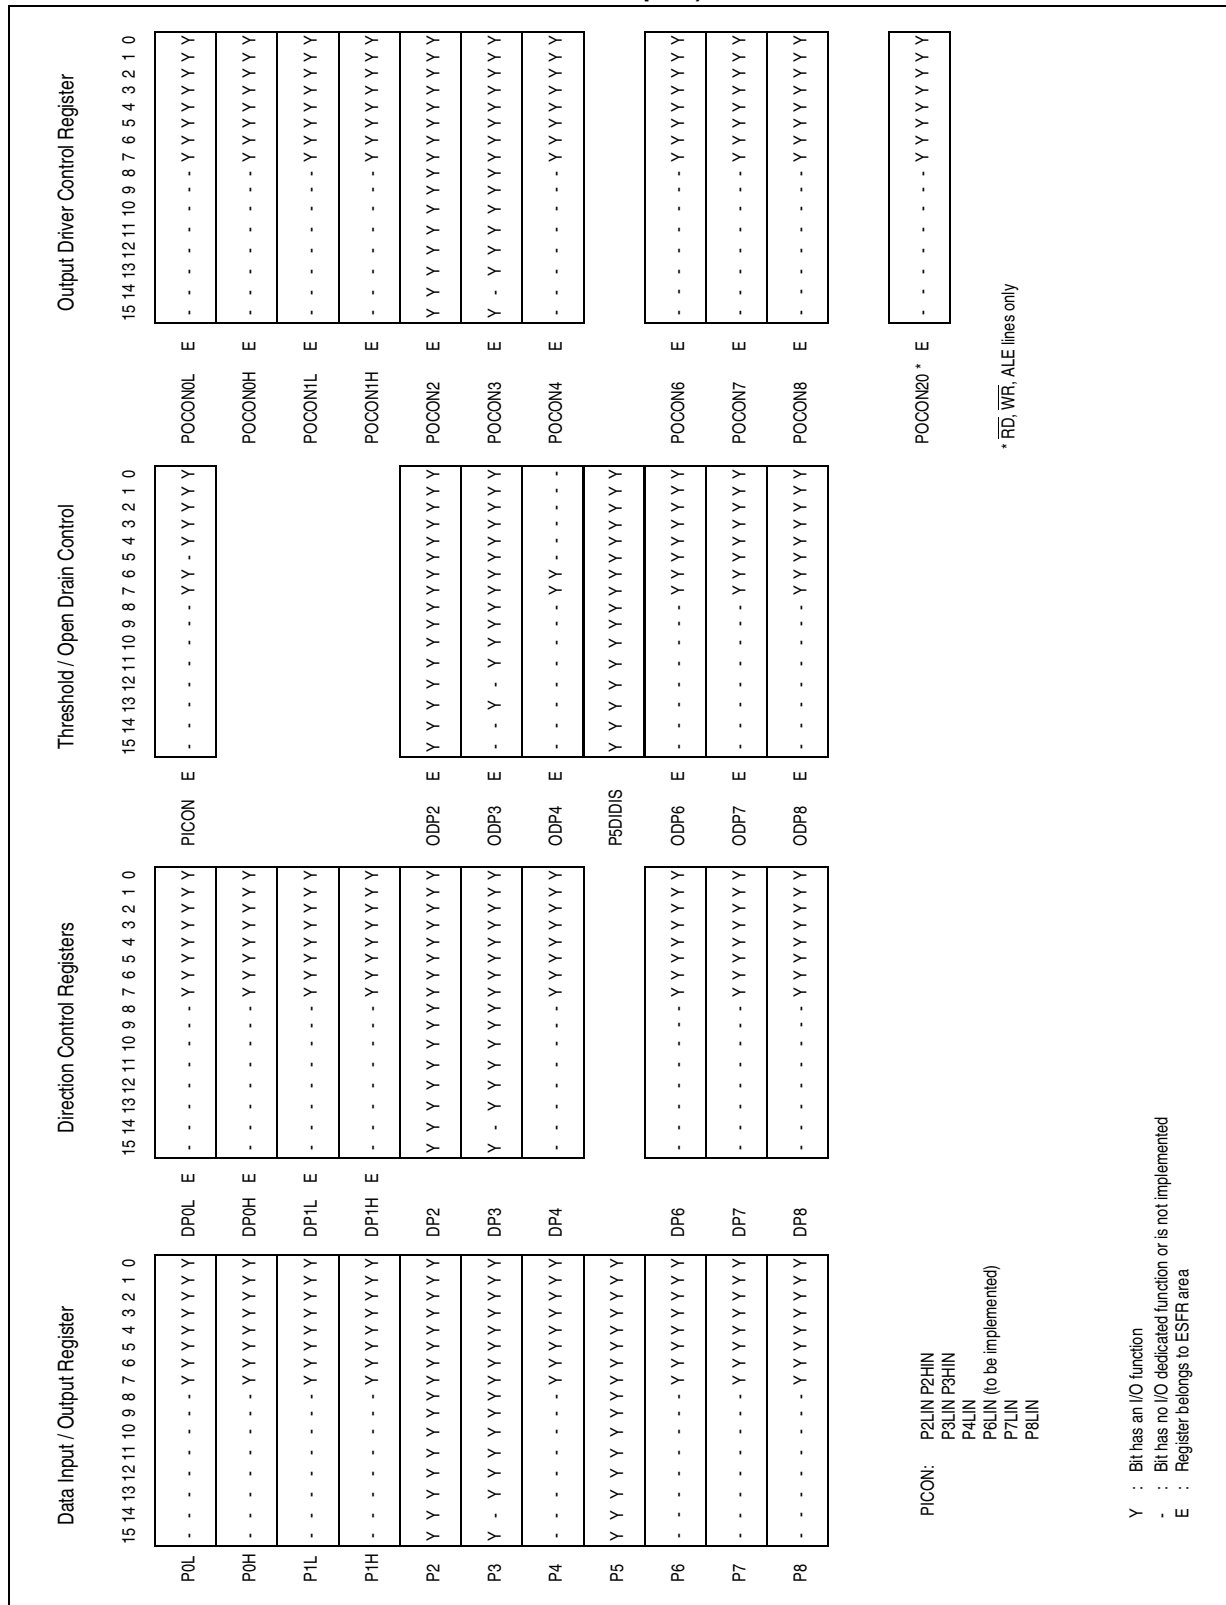 Data Input / Output Register Direction Control Registers Threshold / Open Drain Control Output Driver Control Register
15 14 13 12 11 10 9 8 7 6 5 4 3 2 1 0 15 14 13 12 11 10 9 8 7 6 5 4 3 2 1 0 15 14 13 12 11 10 9 8 7 6 5 4 3 2 1 0 15 14 13 12 11 10 9 8 7 6 5 4 3 2 1 0
P0L - - - - - - - - Y Y Y Y Y Y Y Y DP0L E - - - - - - - - Y Y Y Y Y Y Y Y PICON E - - - - - - - - Y Y - Y Y Y Y Y POCON0L E - - - - - - - - Y Y Y Y Y Y Y Y
P0H - - - - - - - - Y Y Y Y Y Y Y Y DP0H E - - - - - - - - Y Y Y Y Y Y Y Y POCON0H E - - - - - - - - Y Y Y Y Y Y Y Y
P1L - - - - - - - - Y Y Y Y Y Y Y Y DP1L E - - - - - - - - Y Y Y Y Y Y Y Y POCON1L E - - - - - - - - Y Y Y Y Y Y Y Y
P1H - - - - - - - - Y Y Y Y Y Y Y Y DP1H E - - - - - - - - Y Y Y Y Y Y Y Y POCON1H E - - - - - - - - Y Y Y Y Y Y Y Y
P2 Y Y Y Y Y Y Y Y Y Y Y Y Y Y Y Y DP2 Y Y Y Y Y Y Y Y Y Y Y Y Y Y Y Y ODP2 E Y Y Y Y Y Y Y Y Y Y Y Y Y Y Y Y POCON2 E Y Y Y Y Y Y Y Y Y Y Y Y Y Y Y Y
P3 Y - Y Y Y Y Y Y Y Y Y Y Y Y Y Y DP3 Y - Y Y Y Y Y Y Y Y Y Y Y Y Y Y ODP3 E - - Y - Y Y Y Y Y Y Y Y Y Y Y Y POCON3 E Y - Y Y Y Y Y Y Y Y Y Y Y Y Y Y
P4 - - - - - - - - Y Y Y Y Y Y Y Y DP4 - - - - - - - - Y Y Y Y Y Y Y Y ODP4 E - - - - - - - - Y Y - - - - - - POCON4 E - - - - - - - - Y Y Y Y Y Y Y Y
P5 Y Y Y Y Y Y Y Y Y Y Y Y Y Y Y Y P5DIDIS Y Y Y Y Y Y Y Y Y Y Y Y Y Y Y Y
P6 - - - - - - - - Y Y Y Y Y Y Y Y DP6 - - - - - - - - Y Y Y Y Y Y Y Y ODP6 E - - - - - - - - Y Y Y Y Y Y Y Y POCON6 E - - - - - - - - Y Y Y Y Y Y Y Y
P7 - - - - - - - - Y Y Y Y Y Y Y Y DP7 - - - - - - - - Y Y Y Y Y Y Y Y ODP7 E - - - - - - - - Y Y Y Y Y Y Y Y POCON7 E - - - - - - - - Y Y Y Y Y Y Y Y
P8 - - - - - - - - Y Y Y Y Y Y Y Y DP8 - - - - - - - - Y Y Y Y Y Y Y Y ODP8 E - - - - - - - - Y Y Y Y Y Y Y Y POCON8 E - - - - - - - - Y Y Y Y Y Y Y Y
POCON20 * E - - - - - - - - Y Y Y Y Y Y Y Y
* RD, WR, ALE lines only
PICON: P2LIN P2HIN
P3LIN P3HIN
P4LIN
P6LIN (to be implemented)
P7LIN
P8LIN
Y : Bit has an I/O function
- : Bit has no I/O dedicated function or is not implemented
E : Register belongs to ESFR area